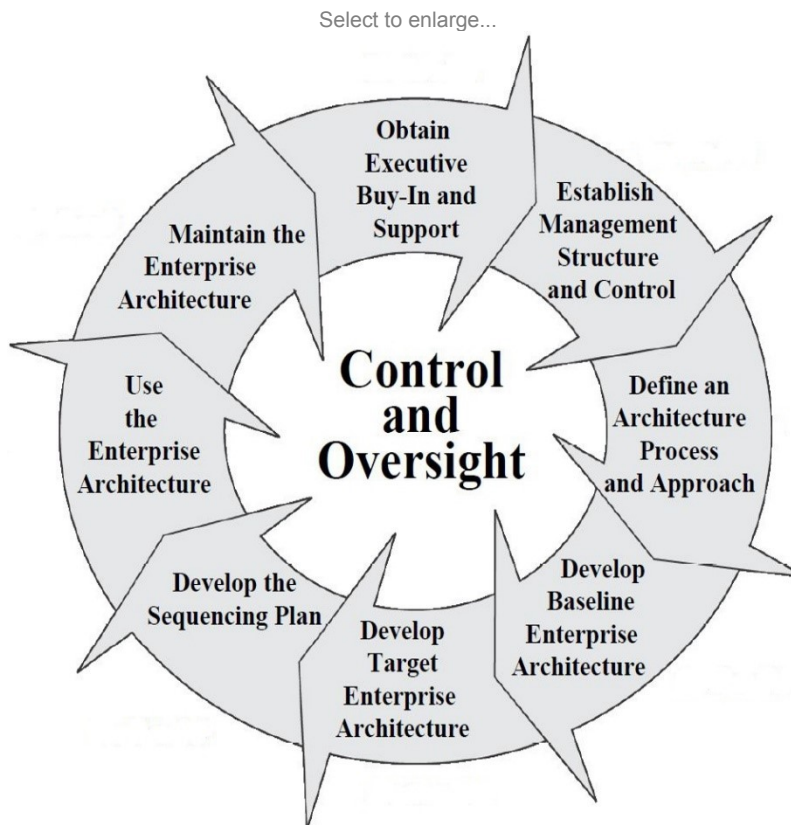 Select to enlarge...
Obtain
Executive
Buy-In and
Support
Establish
Management
Structure
and Control
Define an
Architecture
Process
and Approach
Develop
Baseline
Enterprise
Architecture
Develop
Target
Enterprise
Architecture
Develop the
Sequencing Plan
Use
the
Enterprise
Architecture
Maintain the
Enterprise
Architecture
Control
and
Oversight